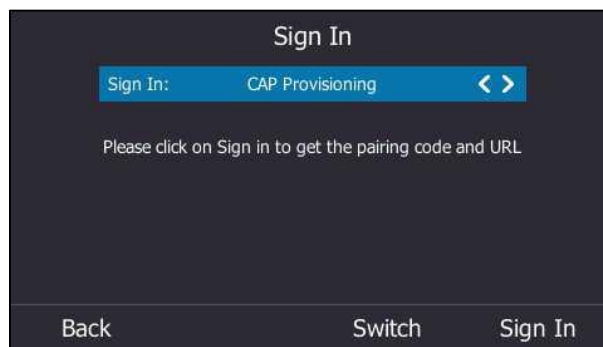 Sign In
Sign In: CAP Provisioning
Please click on Sign in to get the pairing code and URL
Back Switch Sign In